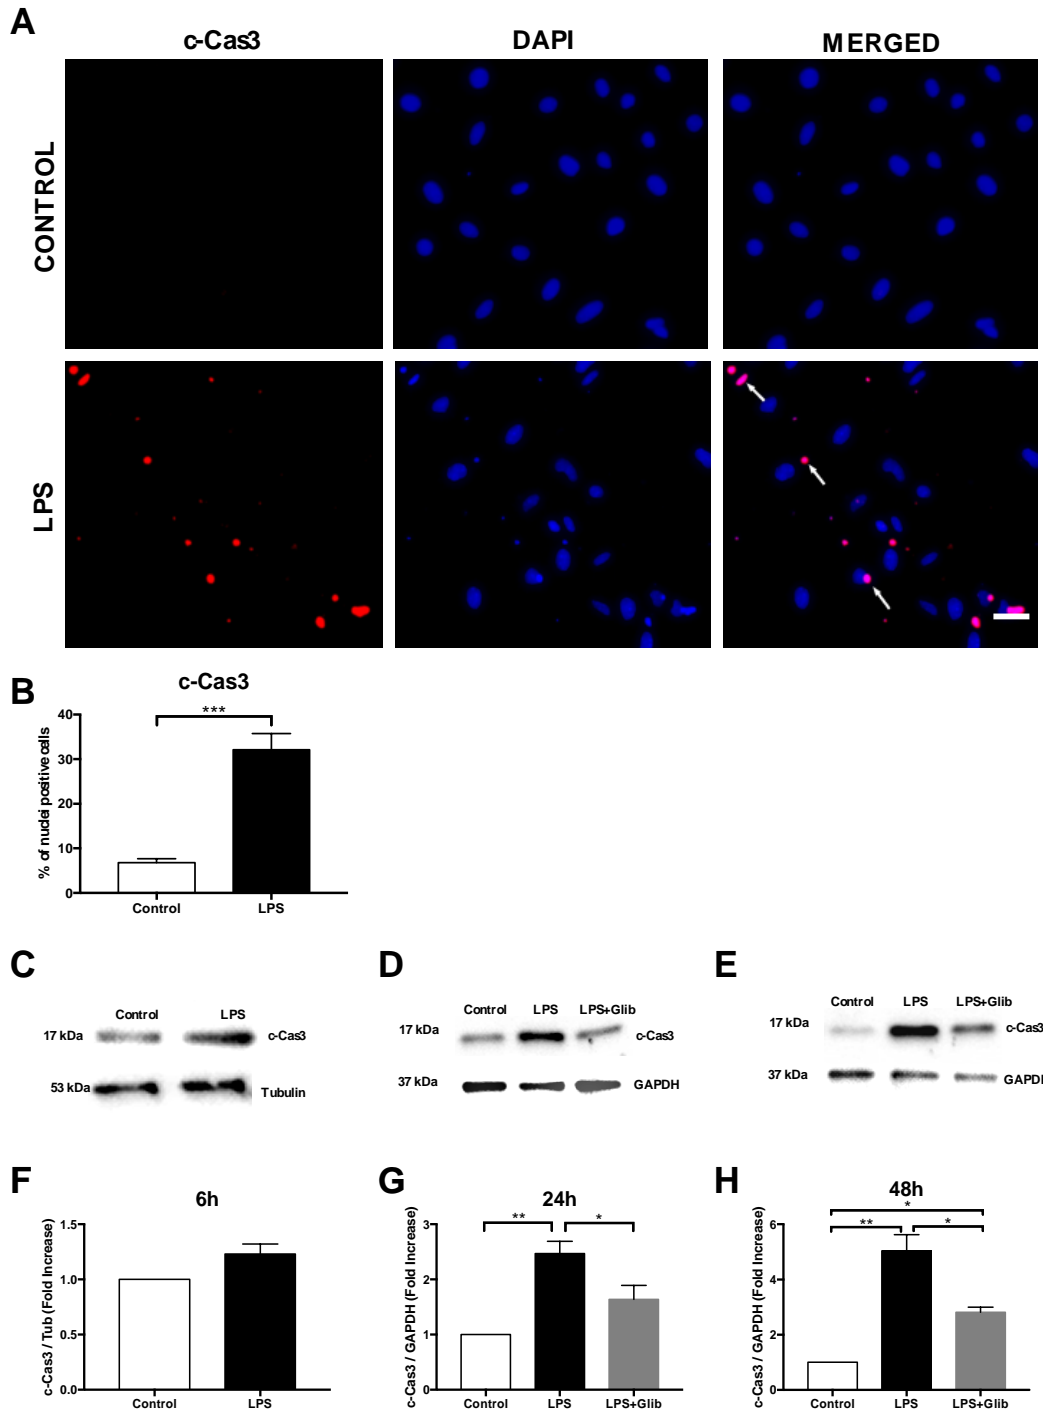 A
c-Cas3 DAPI MERGED
CONTROL
LPS
B
c-Cas3
***
% of nuclei positive cells
40
30
20
10
0
Control LPS
C D E
Control LPS
17 kDa c-Cas3
53 kDa Tubulin
Control LPS LPS+Glib
17 kDa c-Cas3
37 kDa GAPDH
Control LPS LPS+Glib
17 kDa c-Cas3
37 kDa GAPDH
F
6h
c-Cas3 / Tub (Fold Increase)
1.5
1.0
0.5
0.0
Control LPS
G
24h
** *
c-Cas3 / GAPDH (Fold Increase)
3
2
1
0
Control LPS LPS+Glib
H
48h
*
** *
c-Cas3 / GAPDH (Fold Increase)
6
4
2
0
Control LPS LPS+Glib